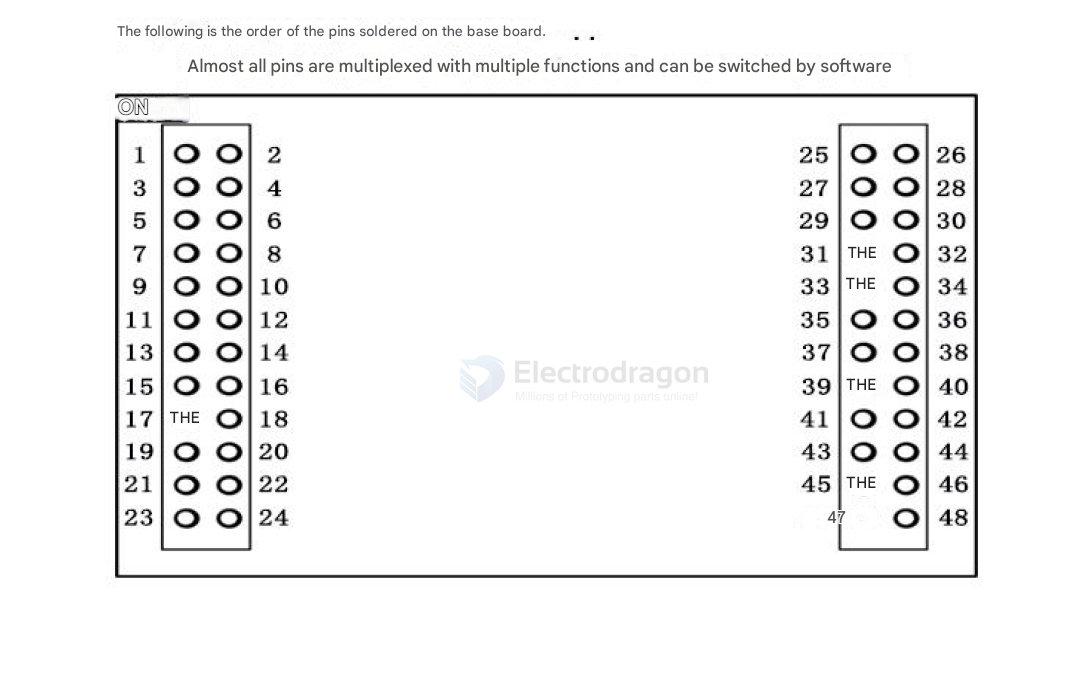 The following is the order of the pins soldered on the base board.
Almost all pins are multiplexed with multiple functions and can be switched by software
ON
1 2 25 26
3 4 27 28
5 6 29 30
7 8 31 THE 32
9 10 33 THE 34
11 12 35 36
13 14 37 38
15 16 39 THE 40
17 THE 18 41 42
19 20 43 44
21 22 45 THE 46
23 24 47 48
Electrodragon
Millions of Prototyping parts online!